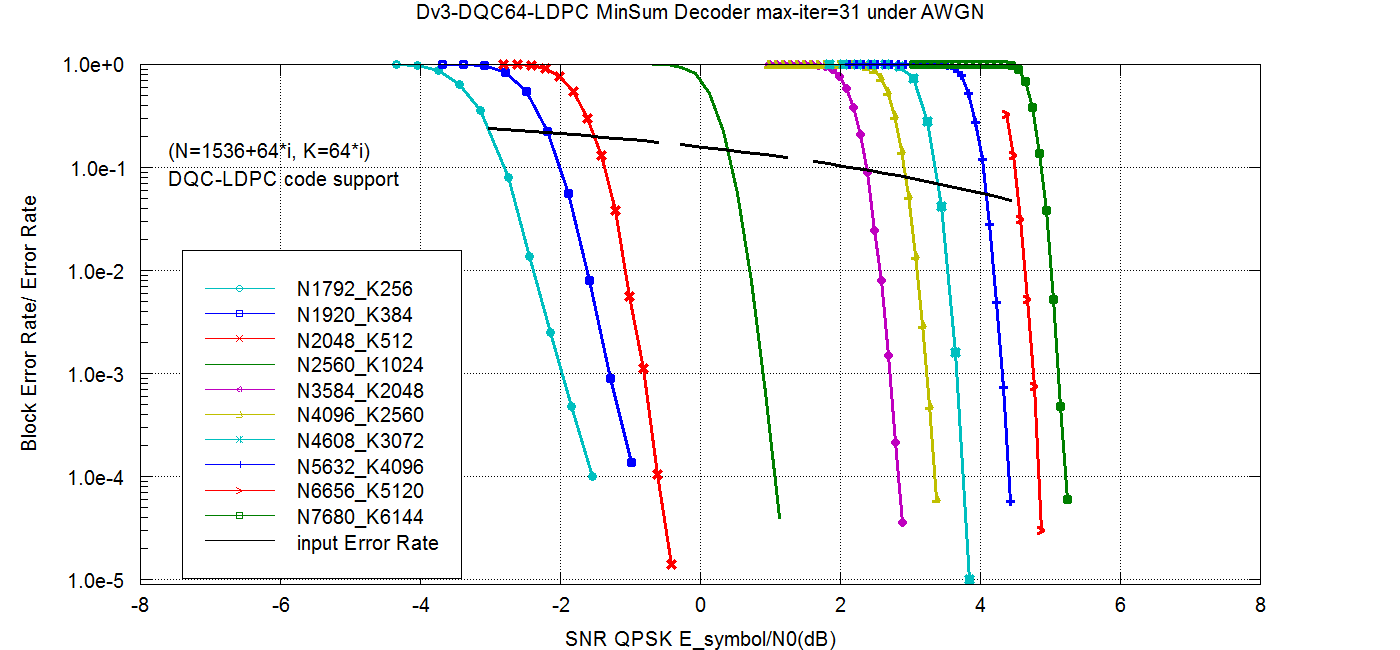 Dv3-DQC64-LDPC MinSum Decoder max-iter=31 under AWGN
1.0e+0
(N=1536+64*i, K=64*i)
1.0e-1
DQC-LDPC code support
Block Error Rate/ Error Rate
1.0e-2
N1792_K256
N1920_K384
N2048_K512
N2560_K1024
1.0e-3
N3584_K2048
N4096_K2560
N4608_K3072
N5632_K4096
1.0e-4
N6656_K5120
N7680_K6144
input Error Rate
1.0e-5
-8 -6 -4 -2 0 2 4 6 8
SNR QPSK E_symbol/N0(dB)